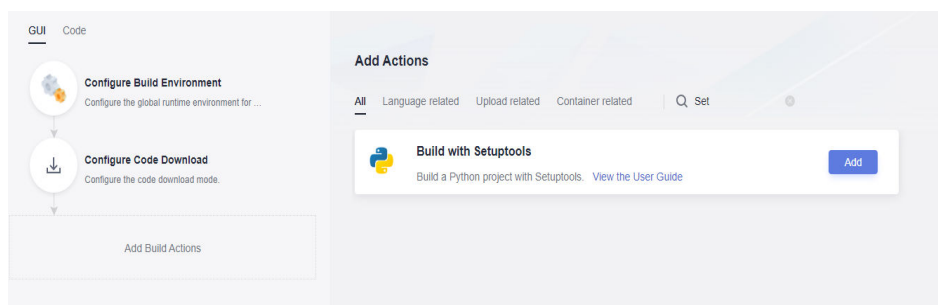 GUI Code
Configure Build Environment
Configure the global runtime environment for ...
Configure Code Download
Configure the code download mode.
Add Build Actions
Add Actions
All Language related Upload related Container related Set
Build with Setuptools
Build a Python project with Setuptools. View the User Guide
Add